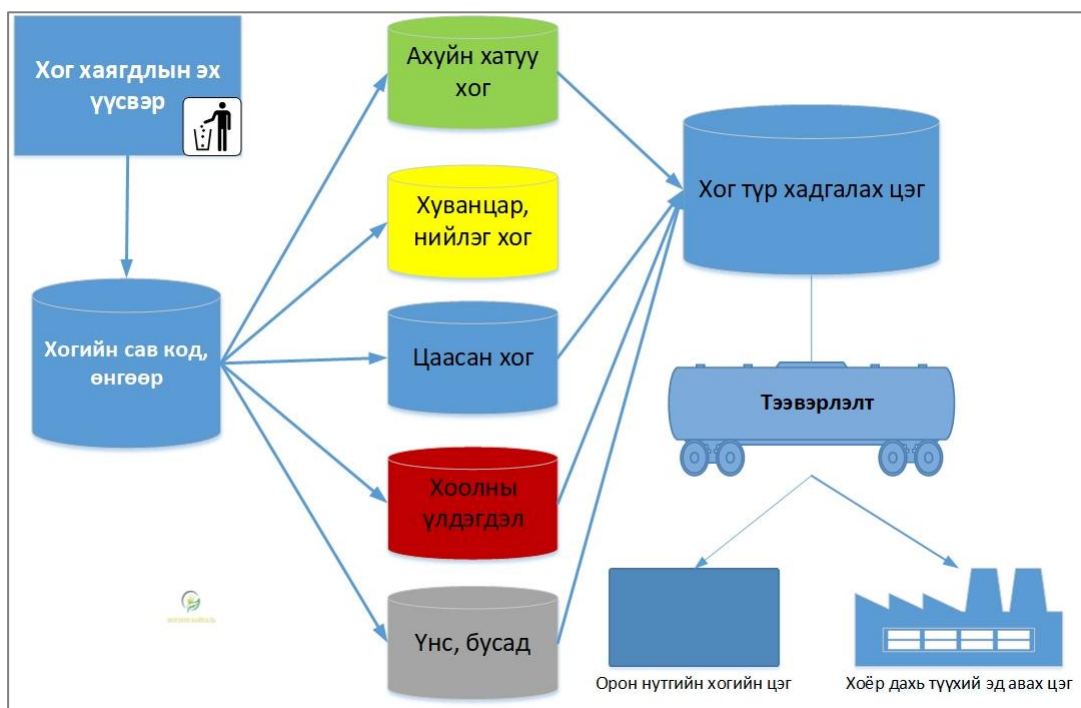 Хог хаягдлын эх
үүсвэр
Хогийн сав код,
өнгөөр
Ахуйн хатуу
хог
Хуванцар,
нийлэг хог
Цаасан хог
Хоолны
үлдэгдэл
Үнс, бусад
Хог түр хадгалах цэг
Тээвэрлэлт
Орон нутгийн хогийн цэг
Хоёр дахь түүхий эд авах цэг